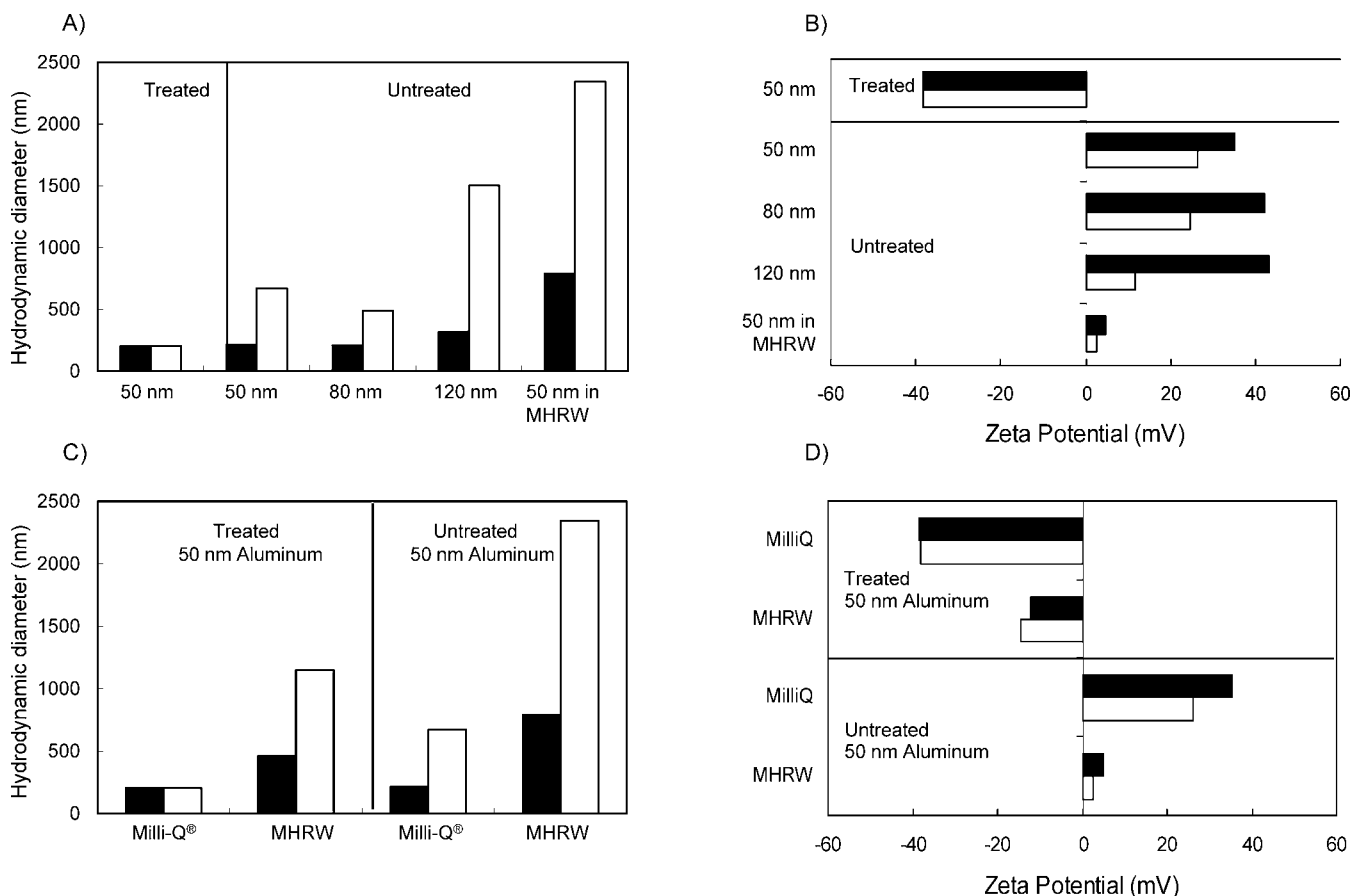 A)
Hydrodynamic diameter (nm)
2500
2000
1500
1000
500
0
Treated
Untreated
50 nm
50 nm
80 nm
120 nm
50 nm in
MHRW
B)
50 nm
50 nm
80 nm
120 nm
50 nm in
MHRW
Treated
Untreated
-60
-40
-20
0
20
40
60
Zeta Potential (mV)
C)
Hydrodynamic diameter (nm)
2500
2000
1500
1000
500
0
Treated
50 nm Aluminum
Untreated
50 nm Aluminum
Milli-Q®
MHRW
Milli-Q®
MHRW
D)
MilliQ
MHRW
MilliQ
MHRW
Treated
50 nm Aluminum
Untreated
50 nm Aluminum
-60
-40
-20
0
20
40
60
Zeta Potential (mV)